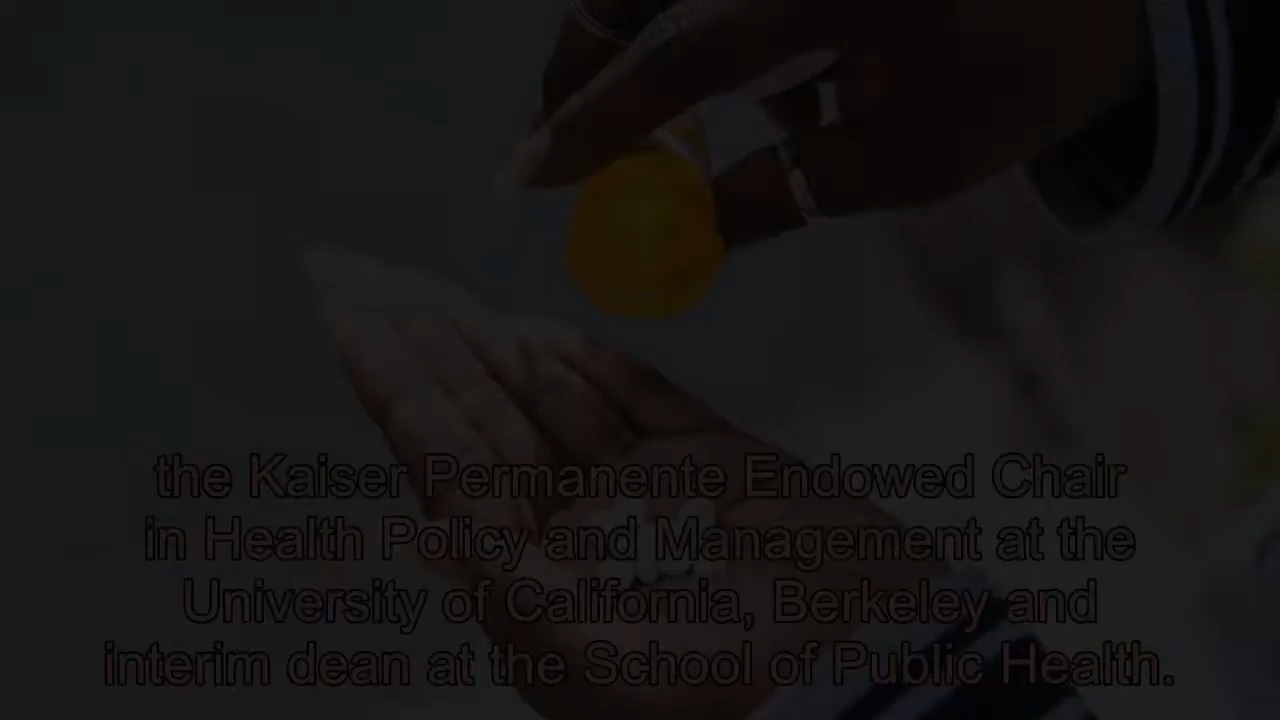 the Kaiser Permanente Endowed Chair
in Health Policy and Management at the
University of California, Berkeley and
interim dean at the School of Public Health.